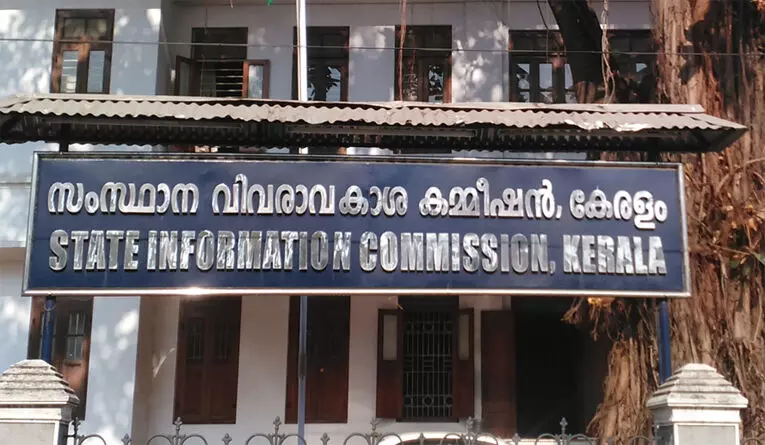 സംസ്ഥാന വിവരാവകാശ കമ്മീഷൻ, കേരളം
STATE INFORMATION COMMISSION, KERALA